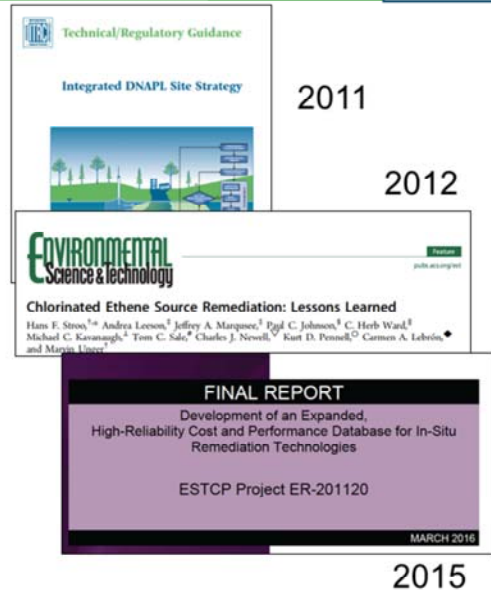 Technical/Regulatory Guidance
Integrated DNAPL Site Strategy
2011
2012
ENVIRONMENTAL
Science & Technology
Feature
pubs.acs.org/est
Chlorinated Ethene Source Remediation: Lessons Learned
Hans F. Stroo,†,* Andrea Leeson,‡ Jeffrey A. Marqusee,‡ Paul C. Johnson,§ C. Herb Ward,∥
Michael C. Kavanaugh,⊥ Tom C. Sale,# Charles J. Newell,▽ Kurt D. Pennell,○ Carmen A. Lebrón,◆
and Marvin Unger†
FINAL REPORT
Development of an Expanded,
High-Reliability Cost and Performance Database for In-Situ
Remediation Technologies
ESTCP Project ER-201120
MARCH 2016
2015